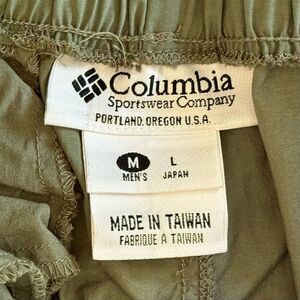 Columbia
Sportswear Company
PORTLAND, OREGON U.S.A.
M L
MEN'S JAPAN
MADE IN TAIWAN
FABRIQUE A TAIWAN